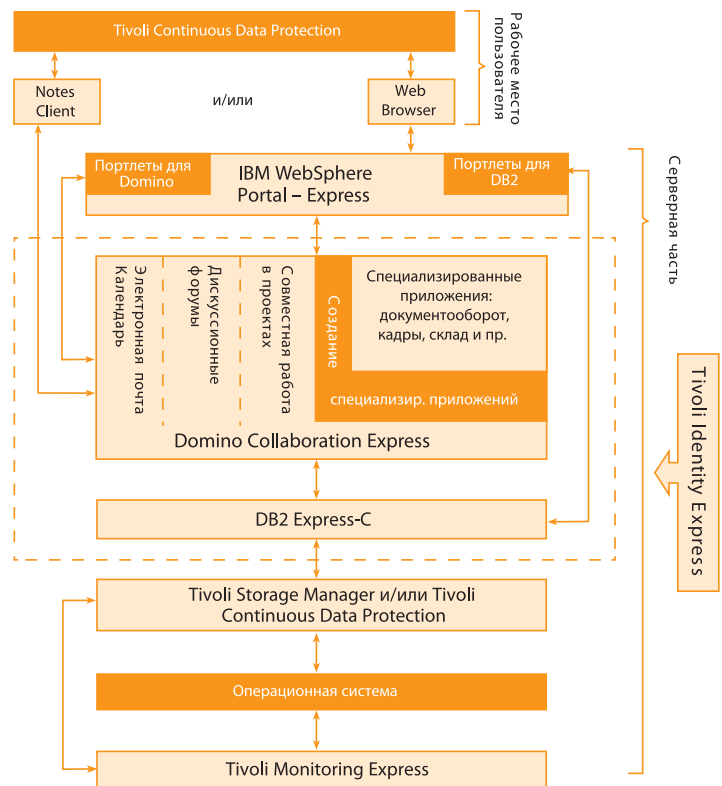 Tivoli Continuous Data Protection
Notes
Client
и/или
Web
Browser
Рабочее место
пользователя
Портлеты для
Domino
IBM WebSphere
Portal – Express
Портлеты для
DB2
Серверная часть
Электронная почта
Календарь
Дискуссионные
форумы
Совместная работа
в проектах
Создание
Специализированные
приложения:
документооборот,
кадры, склад и пр.
специализир. приложений
Domino Collaboration Express
DB2 Express-C
Tivoli Identity Express
Tivoli Storage Manager и/или Tivoli
Continuous Data Protection
Операционная система
Tivoli Monitoring Express